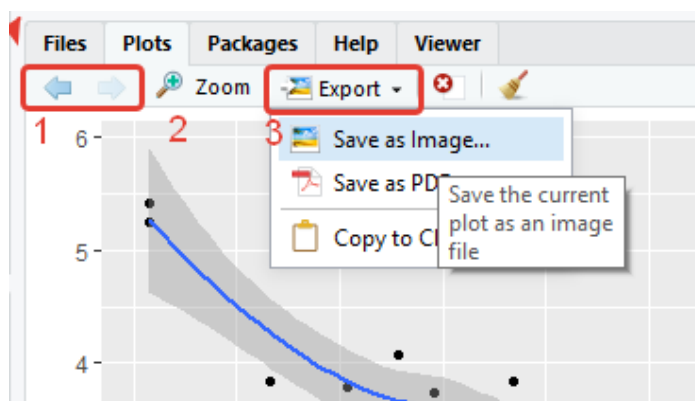 Files Plots Packages Help Viewer
Zoom Export
1 2 3
Save as Image...
Save as PD
Save the current
plot as an image
file
Copy to Cl
6
5
4